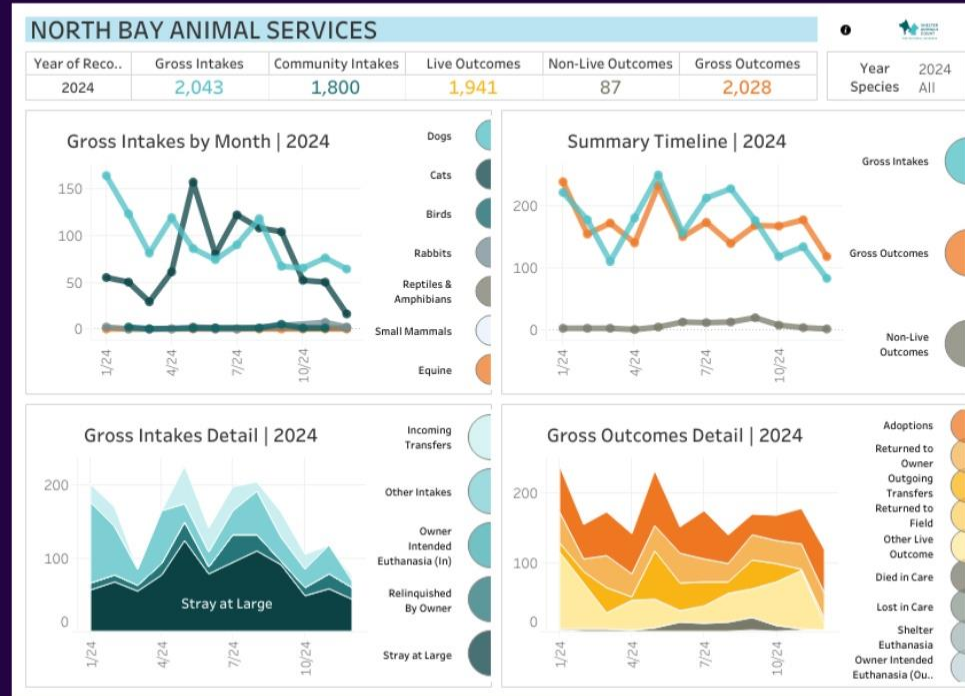 NORTH BAY ANIMAL SERVICES
Year of Reco..
Gross Intakes
Community Intakes
Live Outcomes
Non-Live Outcomes
Gross Outcomes
2024
2,043
1,800
1,941
87
2,028
Year
2024
Species
All
Gross Intakes by Month | 2024
150
100
50
0
1/24
4/24
7/24
10/24
Dogs
Cats
Birds
Rabbits
Reptiles &
Amphibians
Small Mammals
Equine
Summary Timeline | 2024
200
100
0
1/24
4/24
7/24
10/24
Gross Intakes
Gross Outcomes
Non-Live
Outcomes
Gross Intakes Detail | 2024
200
100
0
Stray at Large
1/24
4/24
7/24
10/24
Incoming
Transfers
Other Intakes
Owner
Intended
Euthanasia (In)
Relinquished
By Owner
Stray at Large
Gross Outcomes Detail | 2024
200
100
0
1/24
4/24
7/24
10/24
Adoptions
Returned to
Owner
Outgoing
Transfers
Returned to
Field
Other Live
Outcome
Died in Care
Lost in Care
Shelter
Euthanasia
Owner Intended
Euthanasia (Ou..